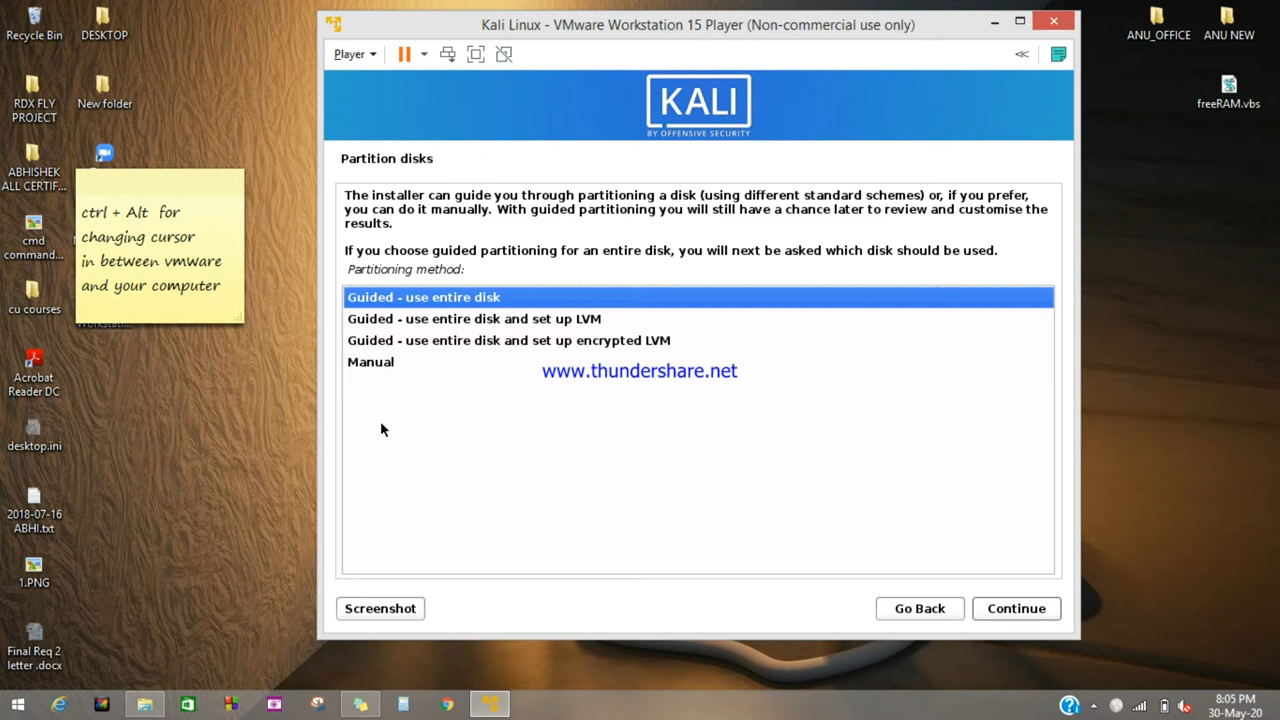 Recycle Bin
DESKTOP
RDX FLY
PROJECT
New folder
ABHISHEK
ALL CERTIF...
cmd
command...
cu courses
Acrobat
Reader DC
desktop.ini
2018-07-16
ABHI.txt
1.PNG
Final Req 2
letter .docx
ctrl + Alt for
changing cursor
in between vmware
and your computer
Kali Linux - VMware Workstation 15 Player (Non-commercial use only)
Player
KALI
BY OFFENSIVE SECURITY
Partition disks
The installer can guide you through partitioning a disk (using different standard schemes) or, if you prefer,
you can do it manually. With guided partitioning you will still have a chance later to review and customise the
results.
If you choose guided partitioning for an entire disk, you will next be asked which disk should be used.
Partitioning method:
Guided - use entire disk
Guided - use entire disk and set up LVM
Guided - use entire disk and set up encrypted LVM
Manual
www.thundershare.net
Screenshot
Go Back
Continue
ANU_OFFICE
ANU NEW
freeRAM.vbs
8:05 PM
30-May-20